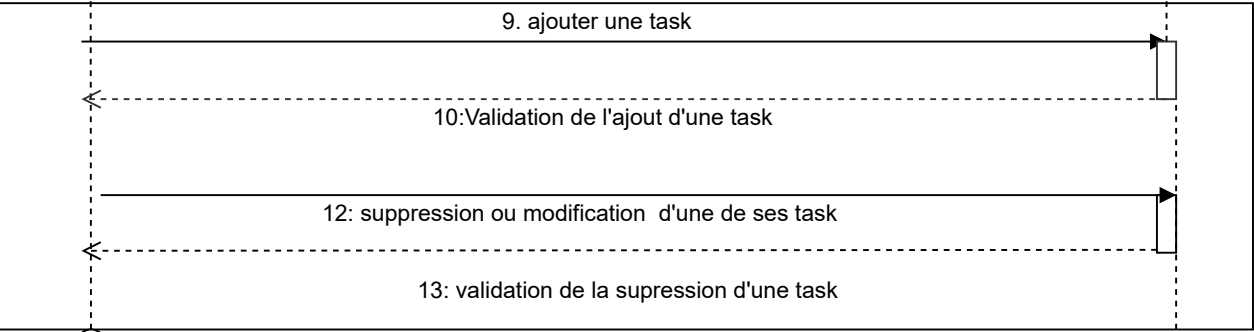 9. ajouter une task
10:Validation de l'ajout d'une task
12: suppression ou modification  d'une de ses task
13: validation de la supression d'une task